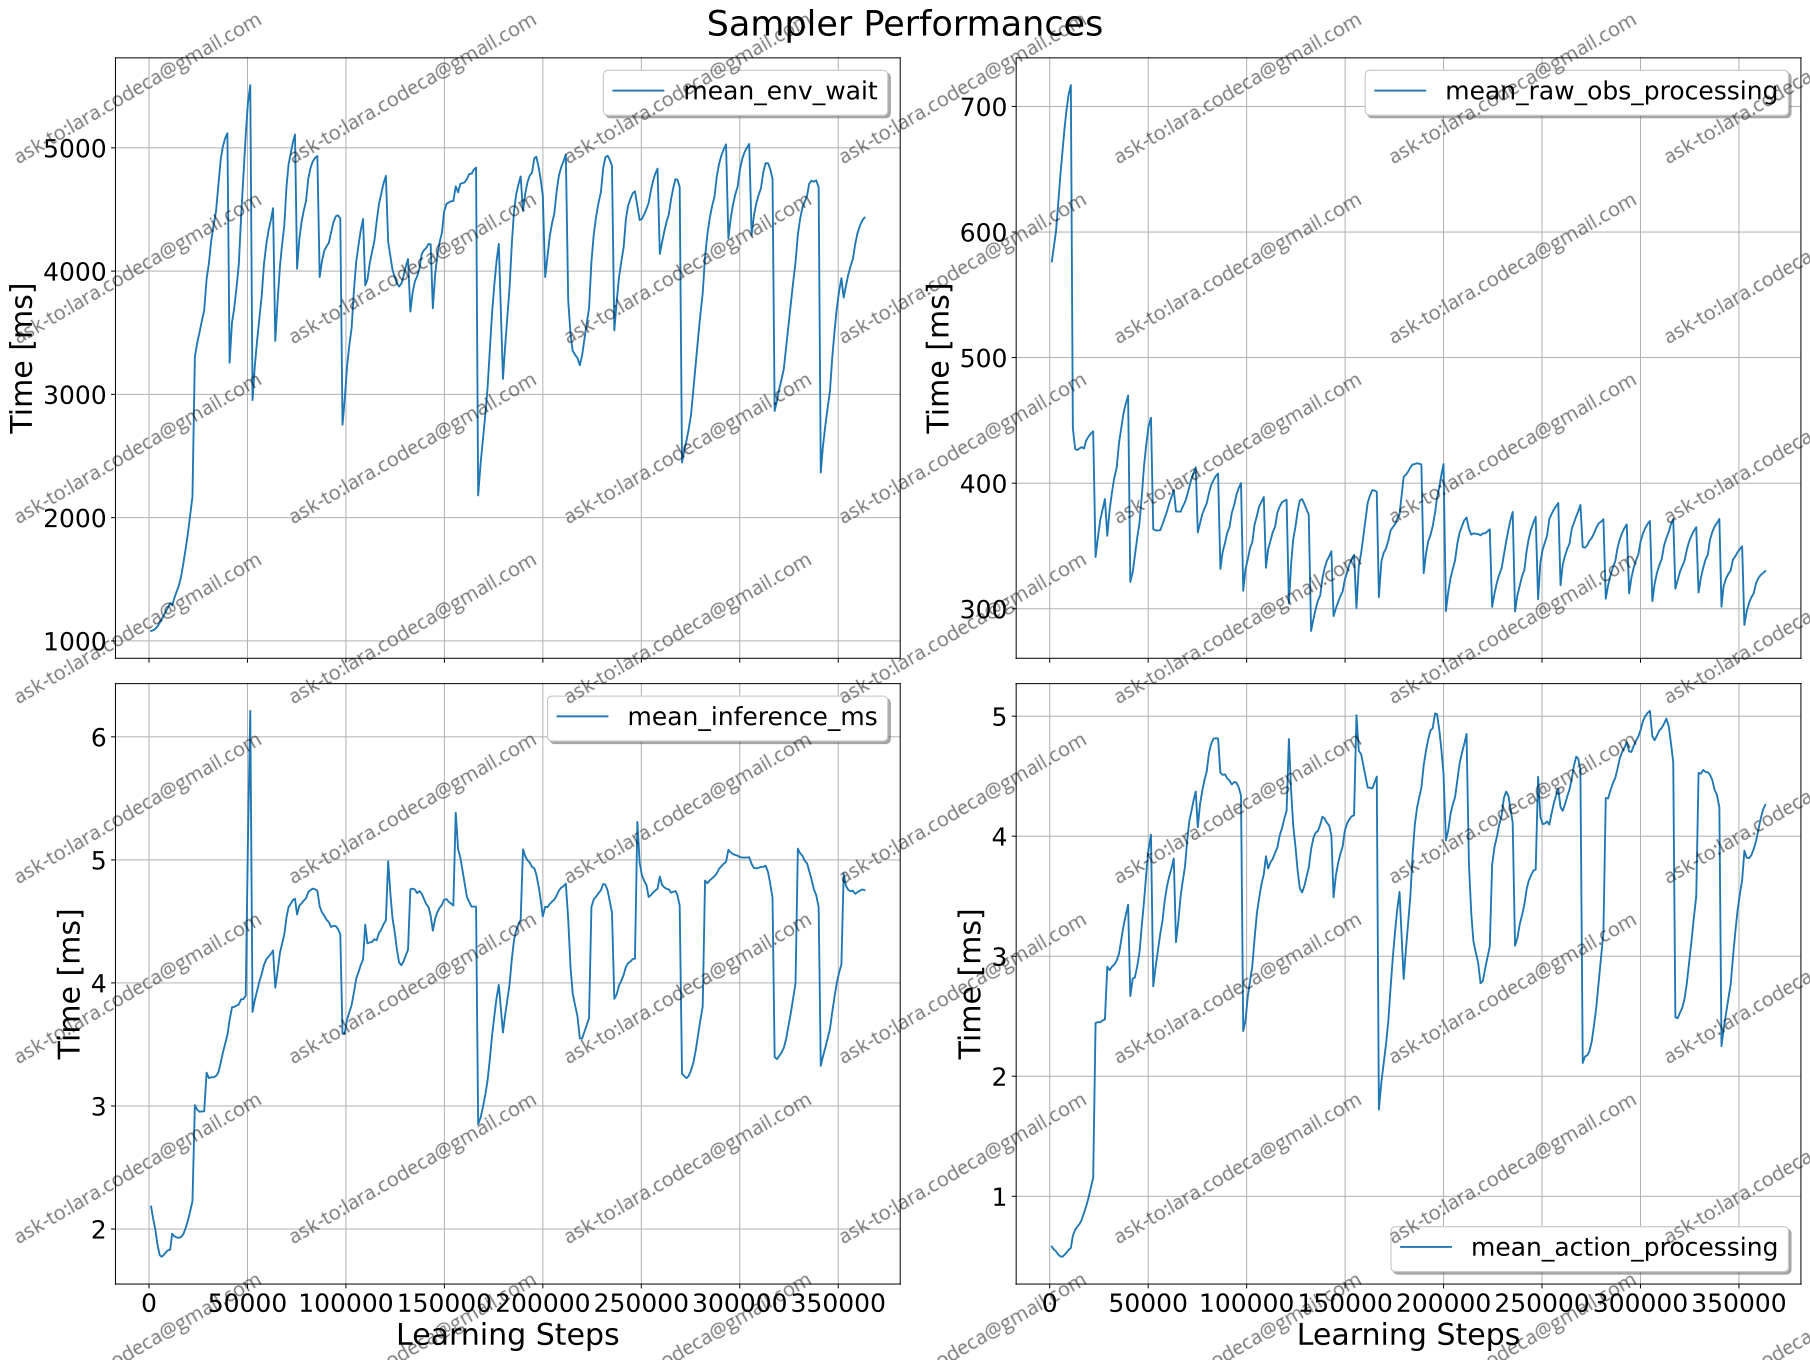 Sampler Performances
mean_env_wait
Time [ms]
5000
4000
3000
2000
1000
mean_raw_obs_processing
Time [ms]
700
600
500
400
300
mean_inference_ms
Time [ms]
6
5
4
3
2
0 50000 100000 150000 200000 250000 300000 350000
Learning Steps
mean_action_processing
Time [ms]
5
4
3
2
1
0 50000 100000 150000 200000 250000 300000 350000
Learning Steps
ask-to:lara.codeca@gmail.com